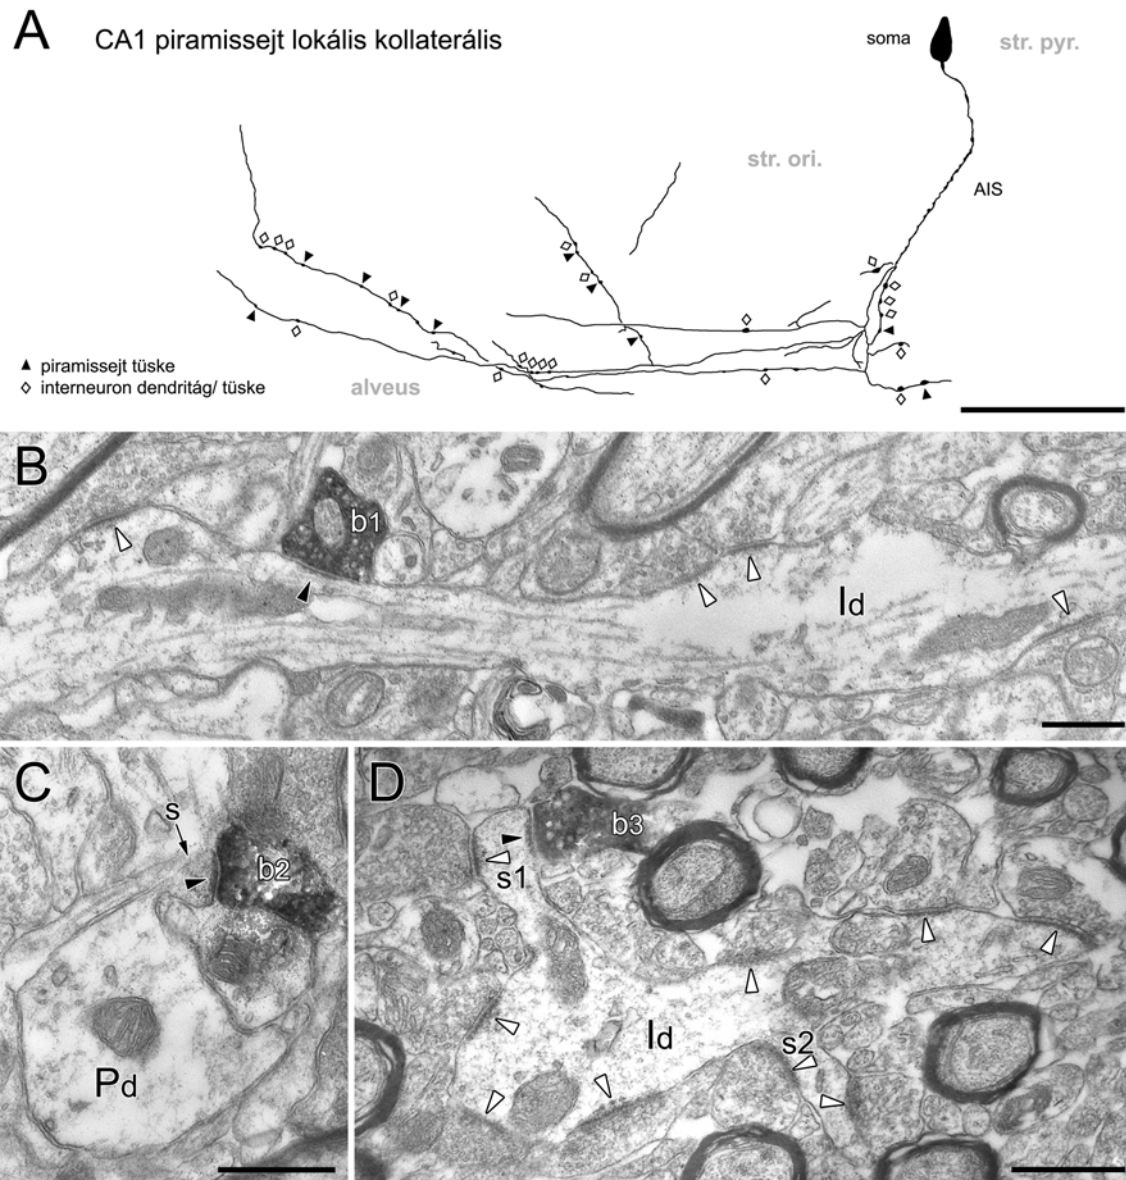 A
CA1 piramissejt lokális kollaterális
soma
str. pyr.
str. ori.
AIS
piramissejt tüske
interneuron dendritág/ tüske
alveus
B
b1
Id
C
s
b2
Pd
D
b3
s1
Id
s2